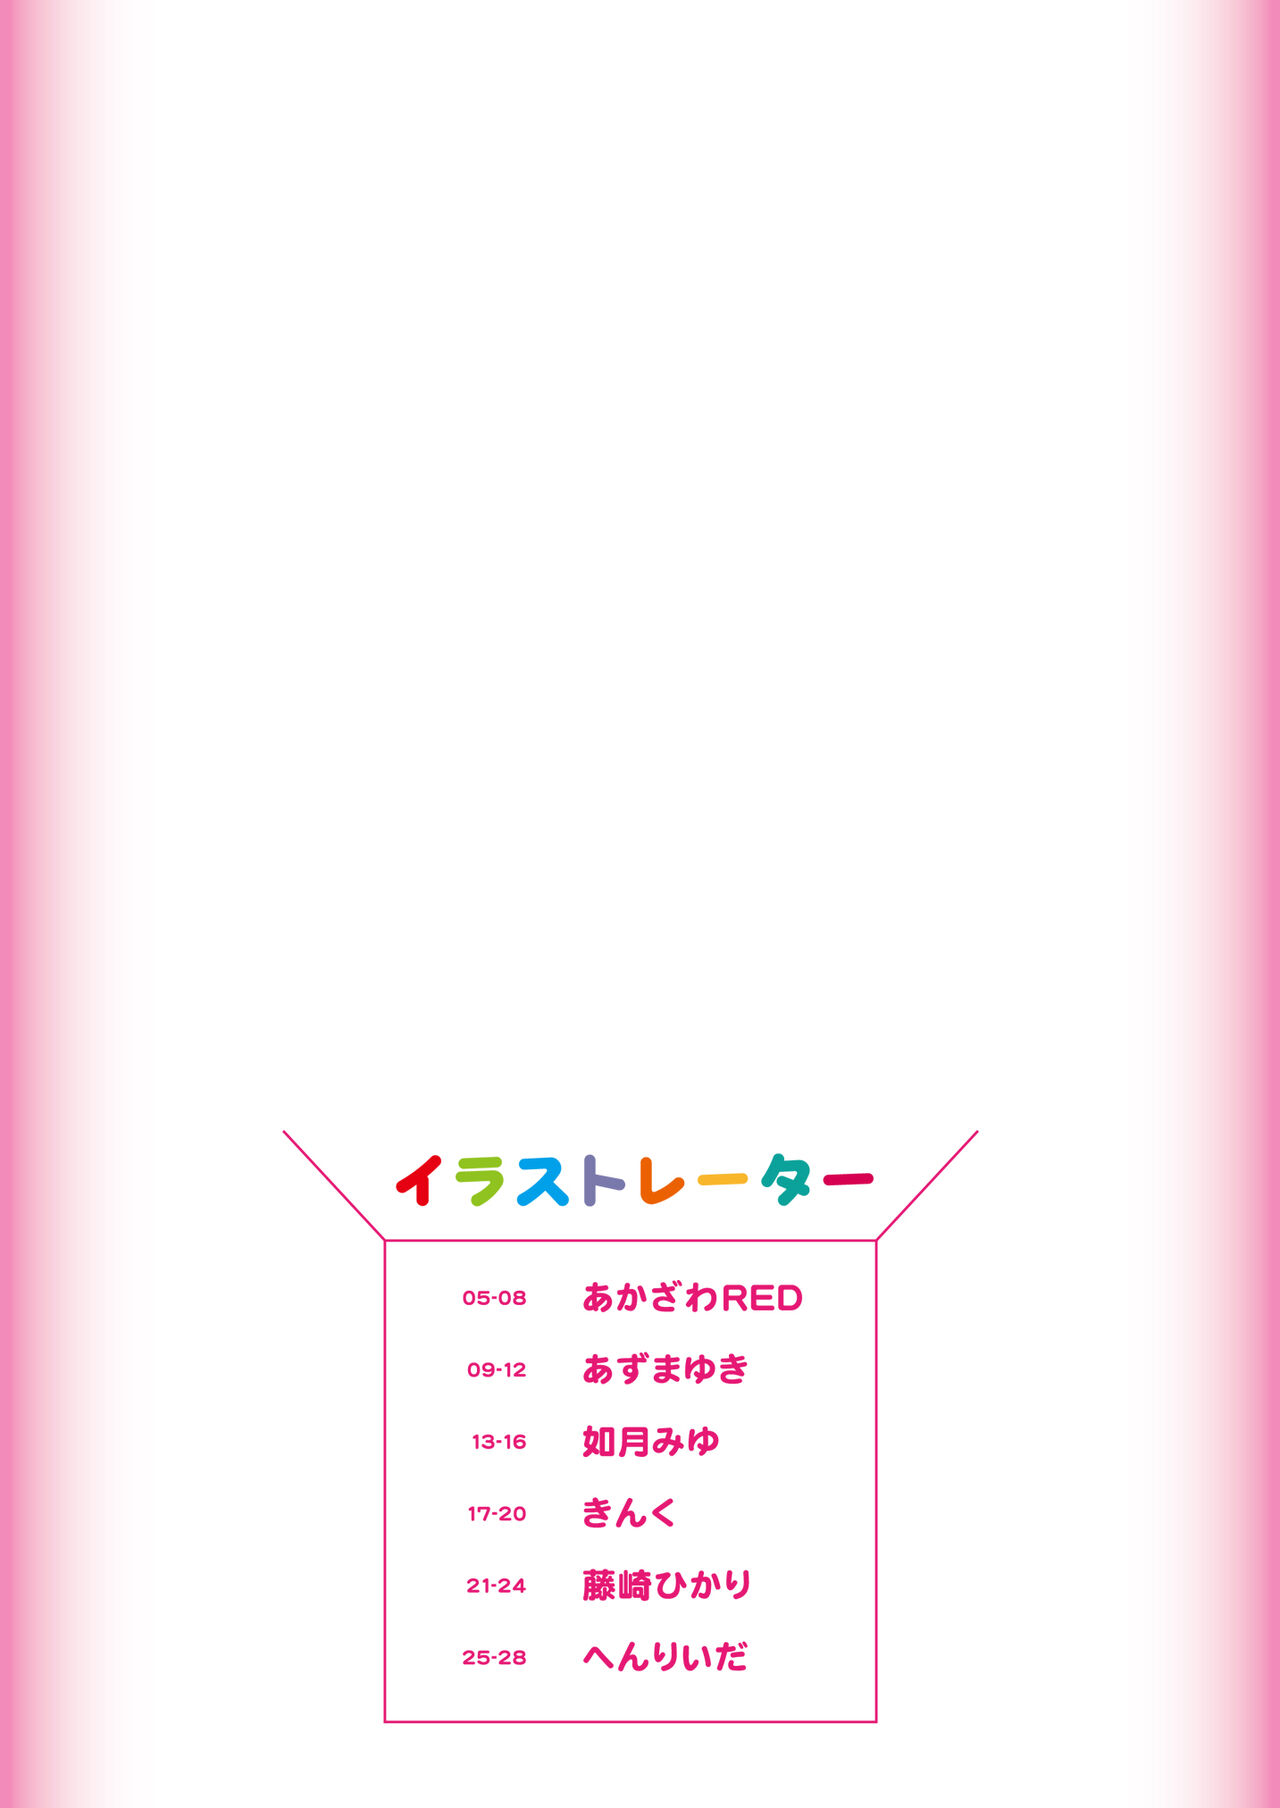 イラストレーター
05-08 あかざわRED
09-12 あずまゆき
13-16 如月みゆ
17-20 きんく
21-24 藤崎ひかり
25-28 へんりいだ